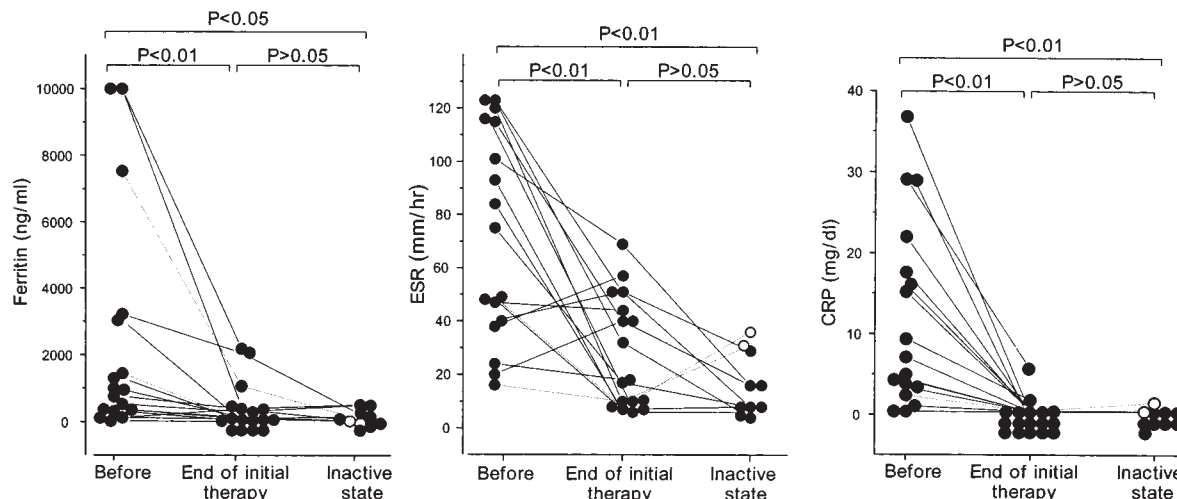 P<0.05
P<0.01
P>0.05
Ferritin (ng/ml)
10000
8000
6000
4000
2000
0
Before
End of initial
therapy
Inactive
state
P<0.01
P<0.01
P>0.05
ESR (mm/hr)
120
100
80
60
40
20
0
Before
End of initial
therapy
Inactive
state
P<0.01
P<0.01
P>0.05
CRP (mg/dl)
40
30
20
10
0
Before
End of initial
therapy
Inactive
state